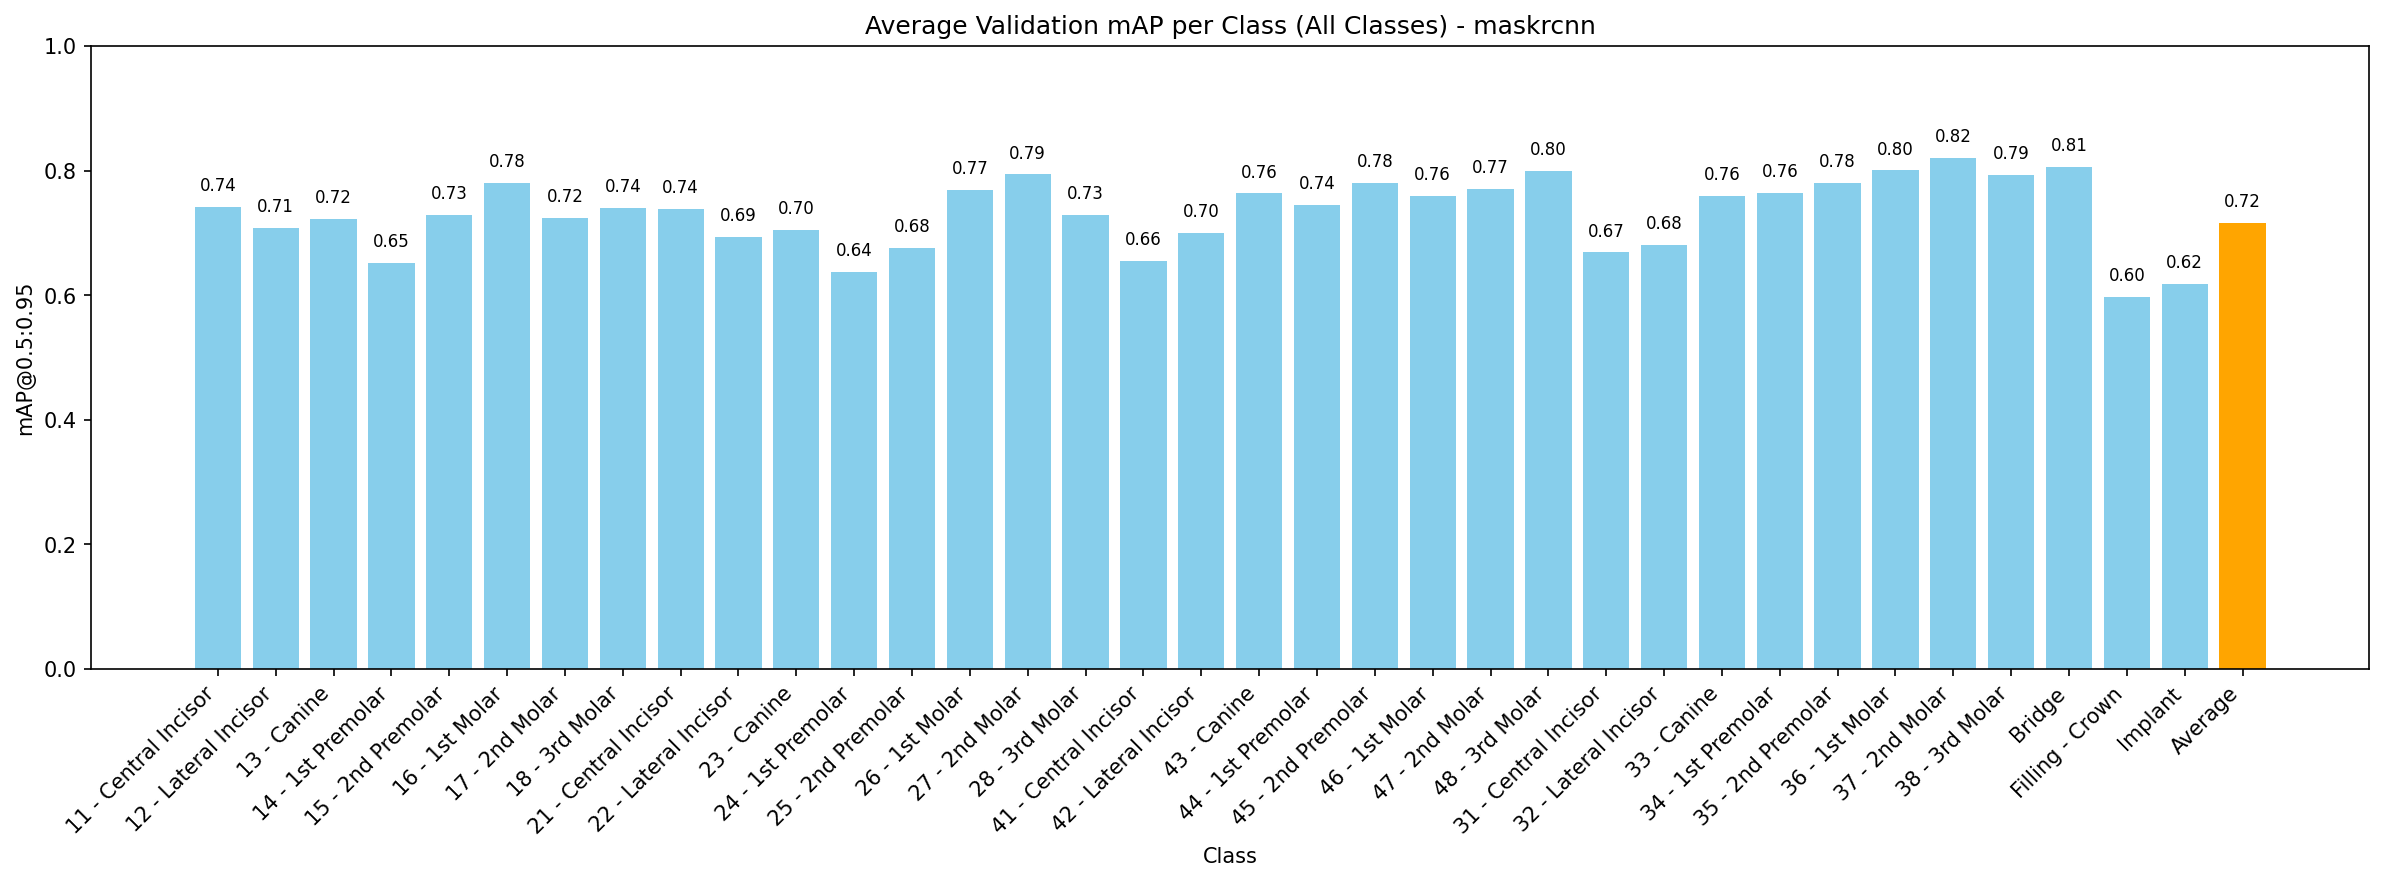 Average Validation mAP per Class (All Classes) - maskrcnn
mAP@0.5:0.95
1.0
0.8
0.6
0.4
0.2
0.0
0.74
0.71
0.72
0.65
0.73
0.78
0.72
0.74
0.74
0.69
0.70
0.64
0.68
0.77
0.79
0.73
0.66
0.70
0.76
0.74
0.78
0.76
0.77
0.80
0.67
0.68
0.76
0.76
0.78
0.80
0.82
0.79
0.81
0.60
0.62
0.72
11 - Central Incisor
12 - Lateral Incisor
13 - Canine
14 - 1st Premolar
15 - 2nd Premolar
16 - 1st Molar
17 - 2nd Molar
18 - 3rd Molar
21 - Central Incisor
22 - Lateral Incisor
23 - Canine
24 - 1st Premolar
25 - 2nd Premolar
26 - 1st Molar
27 - 2nd Molar
28 - 3rd Molar
41 - Central Incisor
42 - Lateral Incisor
43 - Canine
44 - 1st Premolar
45 - 2nd Premolar
46 - 1st Molar
47 - 2nd Molar
48 - 3rd Molar
31 - Central Incisor
32 - Lateral Incisor
33 - Canine
34 - 1st Premolar
35 - 2nd Premolar
36 - 1st Molar
37 - 2nd Molar
38 - 3rd Molar
Bridge
Filling - Crown
Implant
Average
Class